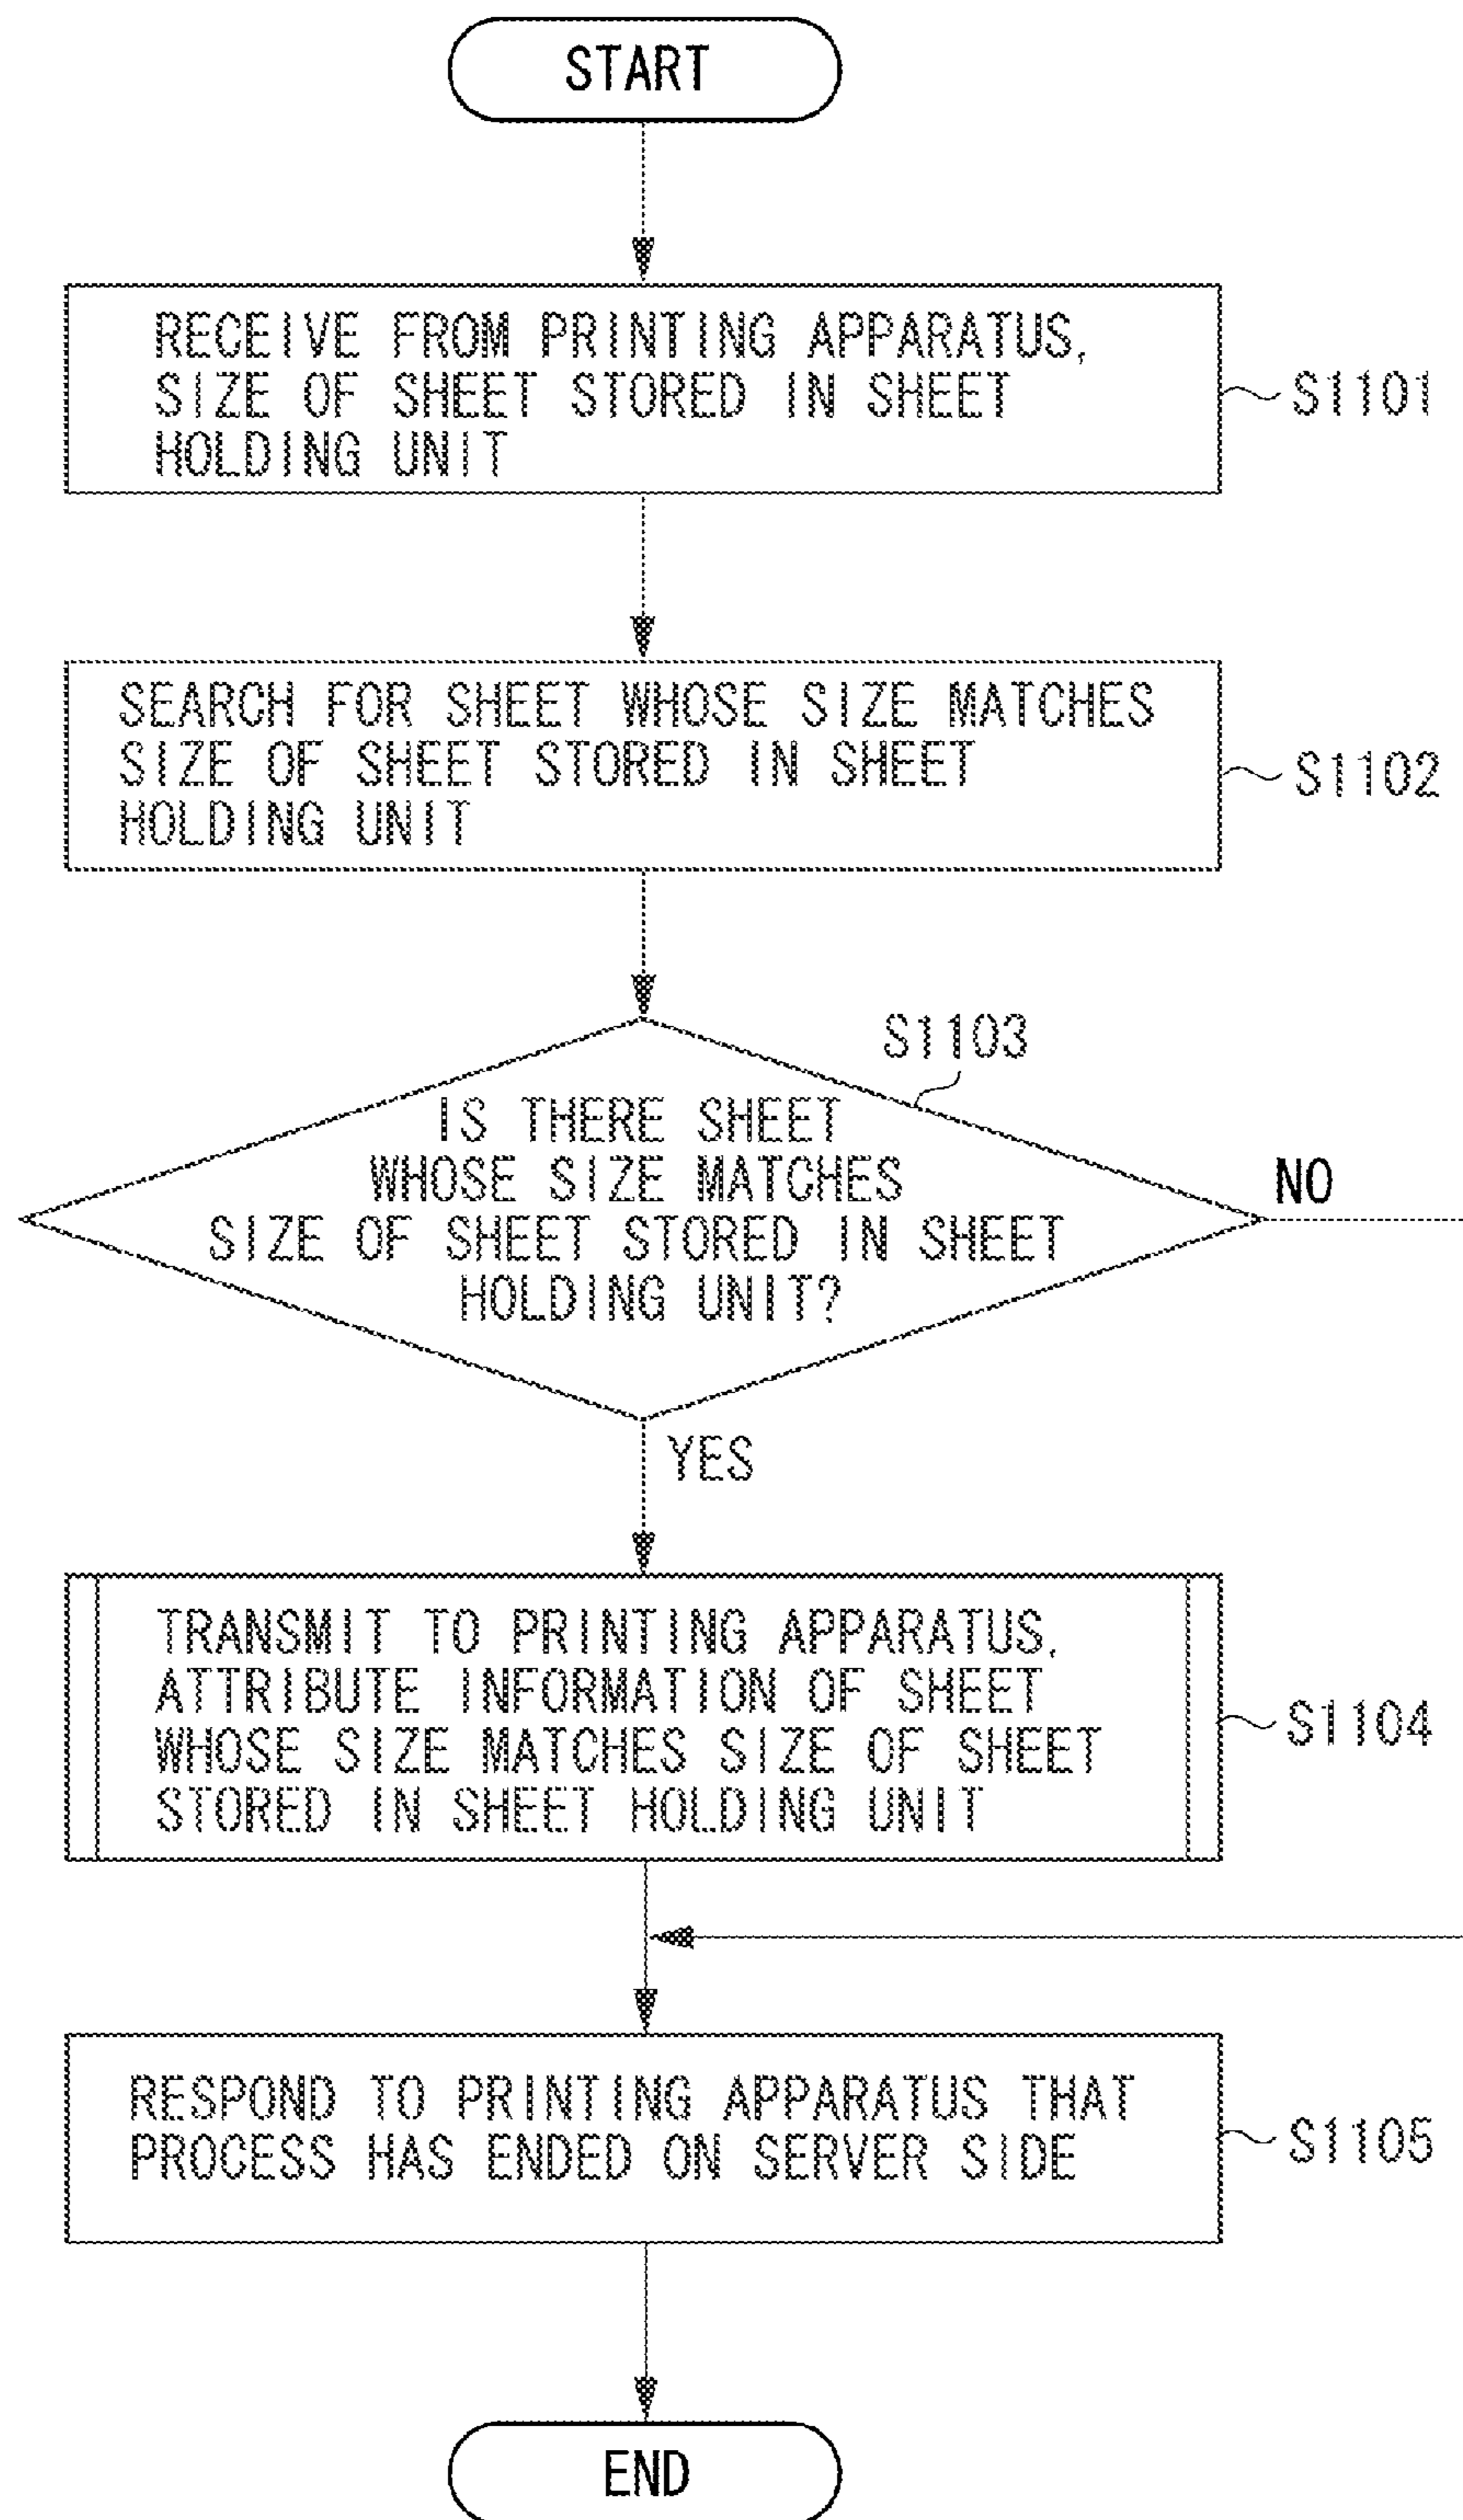 START
RECEIVE FROM PRINTING APPARATUS,
SIZE OF SHEET STORED IN SHEET
HOLDING UNIT
S1101
SEARCH FOR SHEET WHOSE SIZE MATCHES
SIZE OF SHEET STORED IN SHEET
HOLDING UNIT
S1102
S1103
IS THERE SHEET
WHOSE SIZE MATCHES
SIZE OF SHEET STORED IN SHEET
HOLDING UNIT?
NO
YES
TRANSMIT TO PRINTING APPARATUS,
ATTRIBUTE INFORMATION OF SHEET
WHOSE SIZE MATCHES SIZE OF SHEET
STORED IN SHEET HOLDING UNIT
S1104
RESPOND TO PRINTING APPARATUS THAT
PROCESS HAS ENDED ON SERVER SIDE
S1105
END